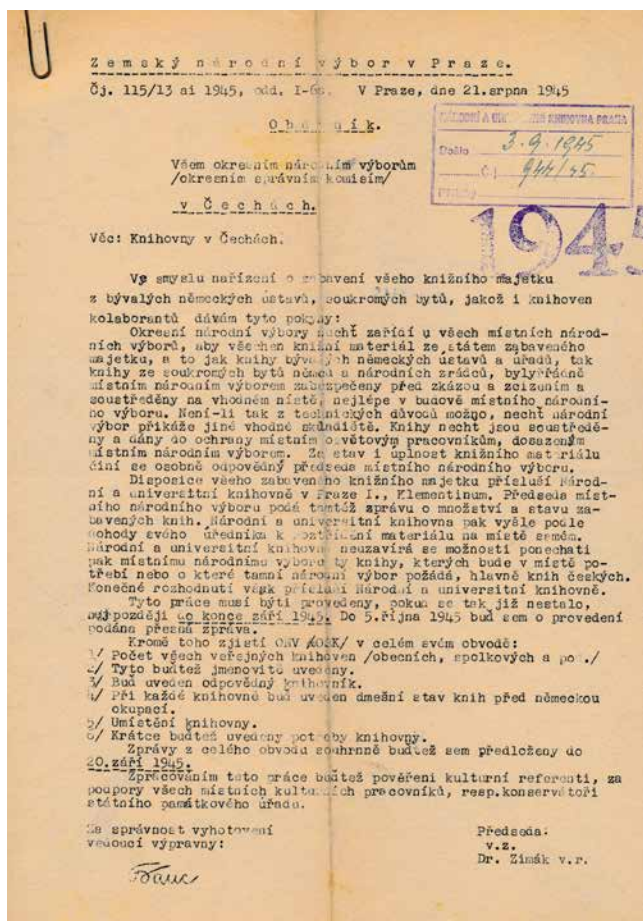 Zemský národní výbor v Praze.
Čj. 115/13 ai 1945, odd. I-6. V Praze, dne 21.srpna 1945
Oběžník.
NÁRODNÍ A UNIVERSITNÍ KNIHOVNA PRAHA
Došlo 3.9.1945
Čj. 944/45.
Všem okresním národním výborům
/okresním správním komisím/
v Čechách.
1945
Věc: Knihovny v Čechách.
Ve smyslu nařízení o zabavení všeho knižního majetku
z bývalých německých ústavů, soukromých bytů, jakož i knihoven
kolaborantů dávám tyto pokyny:
Okresní národní výbory nechť zařídí u všech místních národ-
ních výborů, aby všechen knižní materiál ze státem zabaveného
majetku, a to jak knihy bývalých německých ústavů a úřadů, tak
knihy ze soukromých bytů němců a národních zrádců, byly řádně
místním národním výborem zabezpečeny před zkázou a zcizením a
soustředěny na vhodném místě, nejlépe v budově místního národní-
ho výboru. Není-li tak z technických důvodů možno, nechť národní
výbor přikáže jiné vhodné skladiště. Knihy nechť jsou soustředě-
ny a dány do ochrany místním osvětovým pracovníkům, dosazeným
místním národním výborem. Za stav i úplnost knižního materiálu
činí se osobně odpovědný předseda místního národního výboru.
Disposice všeho zabaveného knižního majetku přísluší Národ-
ní a universitní knihovně v Praze I., Klementinum. Předseda míst-
ního národního výboru podá tamtéž zprávu o množství a stavu za-
bavených knih. Národní a universitní knihovna pak vyšle podle
dohody svého úředníka k roztřídění materiálu na místě samém.
Národní a universitní knihovna neuzavírá se možnosti ponechati
pak místnímu národnímu výboru ty knihy, kterých bude v místě po-
třebí nebo o které tamní národní výbor požádá, hlavně knih českých.
Konečné rozhodnutí však přísluší Národní a universitní knihovně.
Tyto práce musí býti provedeny, pokud se tak již nestalo,
nejpozději do konce září 1945. Do 5.října 1945 buď sem o provedení
podána přesná zpráva.
Kromě toho zjistí ONV /OSK/ v celém svém obvodě:
1/ Počet všech veřejných knihoven /obecních, spolkových a pod./
2/ Tyto buďtež jmenovitě uvedeny.
3/ Buď uveden odpovědný knihovník.
4/ Při každé knihovně buď uveden dnešní stav knih před německou
okupací.
5/ Umístění knihovny.
6/ Krátce buďtež uvedeny potřeby knihovny.
Zprávy z celého obvodu souhrnně buďtež sem předloženy do
20.září 1945.
Zpracováním této práce buďtež pověřeni kulturní referenti, za
podpory všech místních kulturních pracovníků, resp.konservátoři
státního památkového úřadu.
Za správnost vyhotovení
vedoucí výpravny:
Předseda:
v.z.
Dr. Zimák v.r.